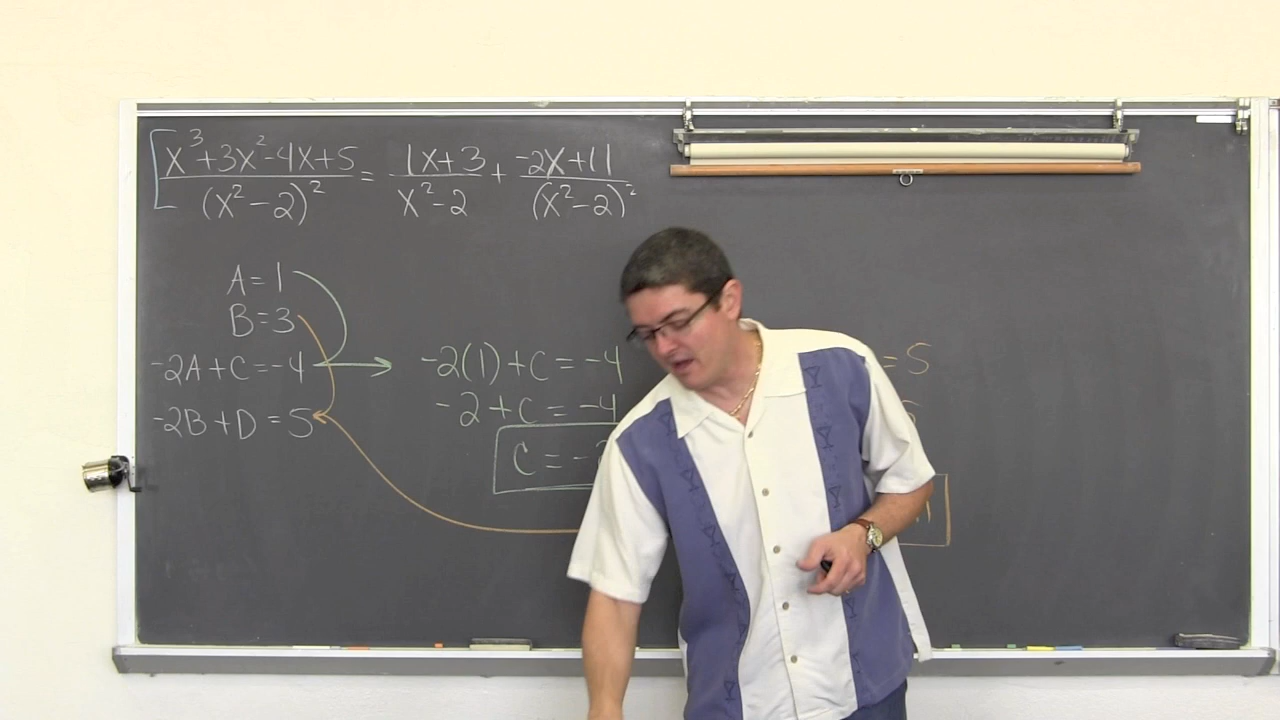 x³+3x²-4x+5 / (x²-2)² = 1x+3 / x²-2 + -2x+11 / (x²-2)²
A=1
B=3
-2A+C=-4
-2(1)+C=-4
=5
-2B+D=5
-2+C=-4
C=-